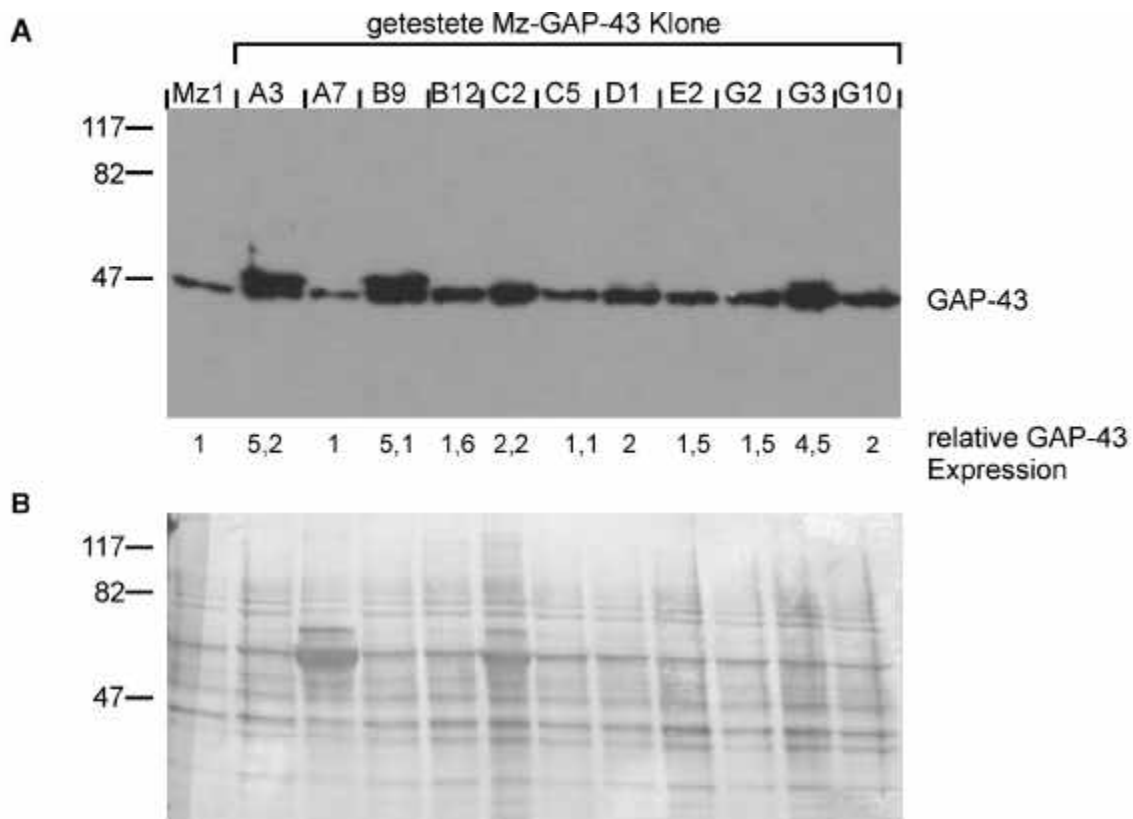 A
getestete Mz-GAP-43 Klone
Mz1 A3 A7 B9 B12 C2 C5 D1 E2 G2 G3 G10
117
82
47
GAP-43
1 5,2 1 5,1 1,6 2,2 1,1 2 1,5 1,5 4,5 2
relative GAP-43
Expression
B
117
82
47